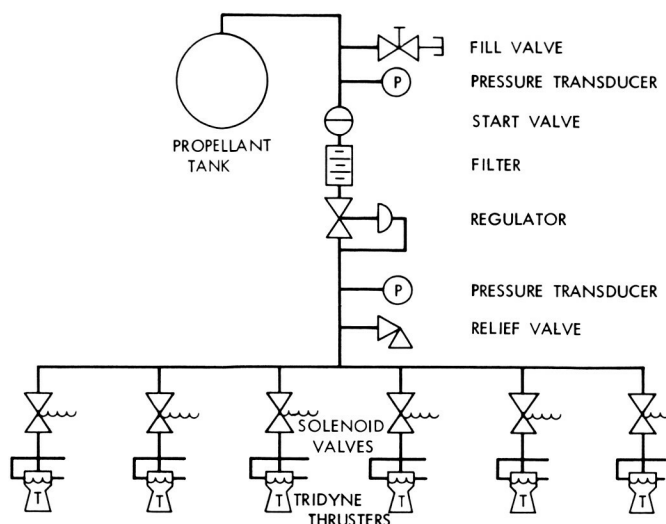 FILL VALVE
P
PRESSURE TRANSDUCER
START VALVE
PROPELLANT
TANK
FILTER
REGULATOR
P
PRESSURE TRANSDUCER
RELIEF VALVE
SOLENOID
VALVES
T T T T T T
TRIDYNE
THRUSTERS